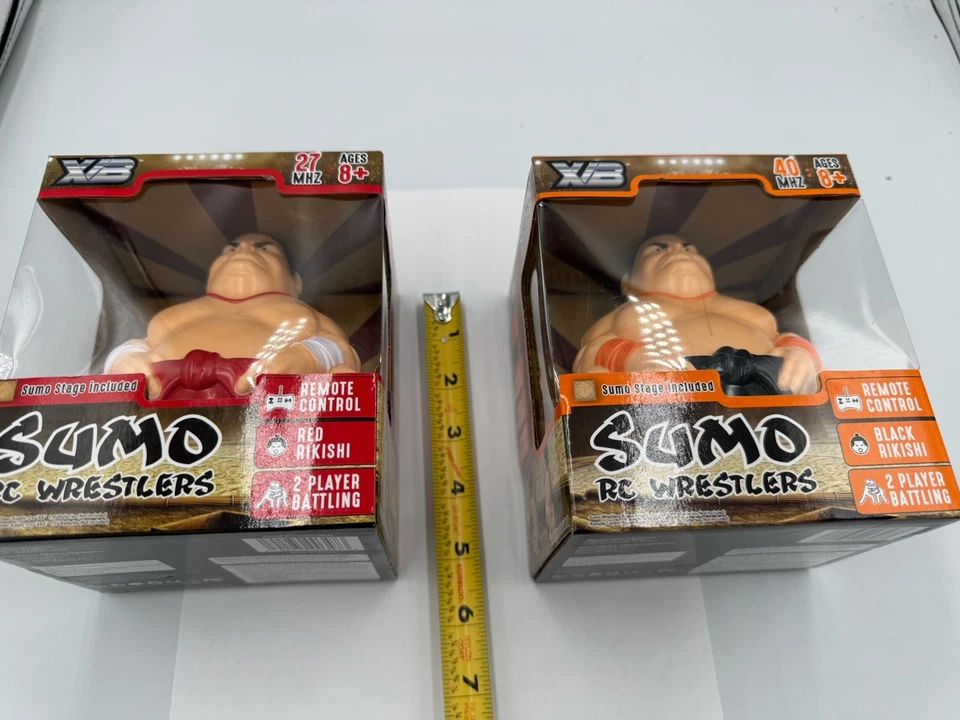 X/B
27
MHZ
AGES
8+
Sumo Stage Included
SUMO
RC WRESTLERS
REMOTE
CONTROL
RED
RIKISHI
2 PLAYER
BATTLING
1
2
3
4
5
6
7
X/B
40
MHZ
AGES
8+
Sumo Stage Included
SUMO
RC WRESTLERS
REMOTE
CONTROL
BLACK
RIKISHI
2 PLAYER
BATTLING